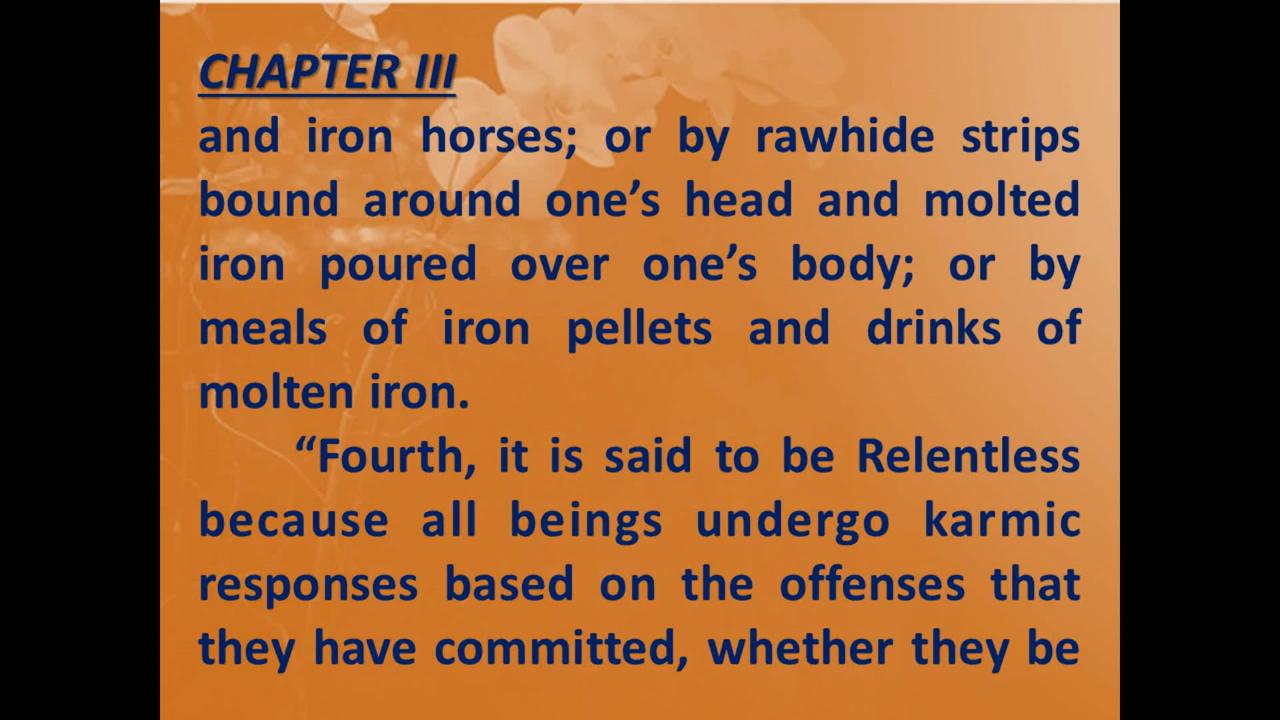 CHAPTER III
and iron horses; or by rawhide strips
bound around one’s head and molted
iron poured over one’s body; or by
meals of iron pellets and drinks of
molten iron.
“Fourth, it is said to be Relentless
because all beings undergo karmic
responses based on the offenses that
they have committed, whether they be